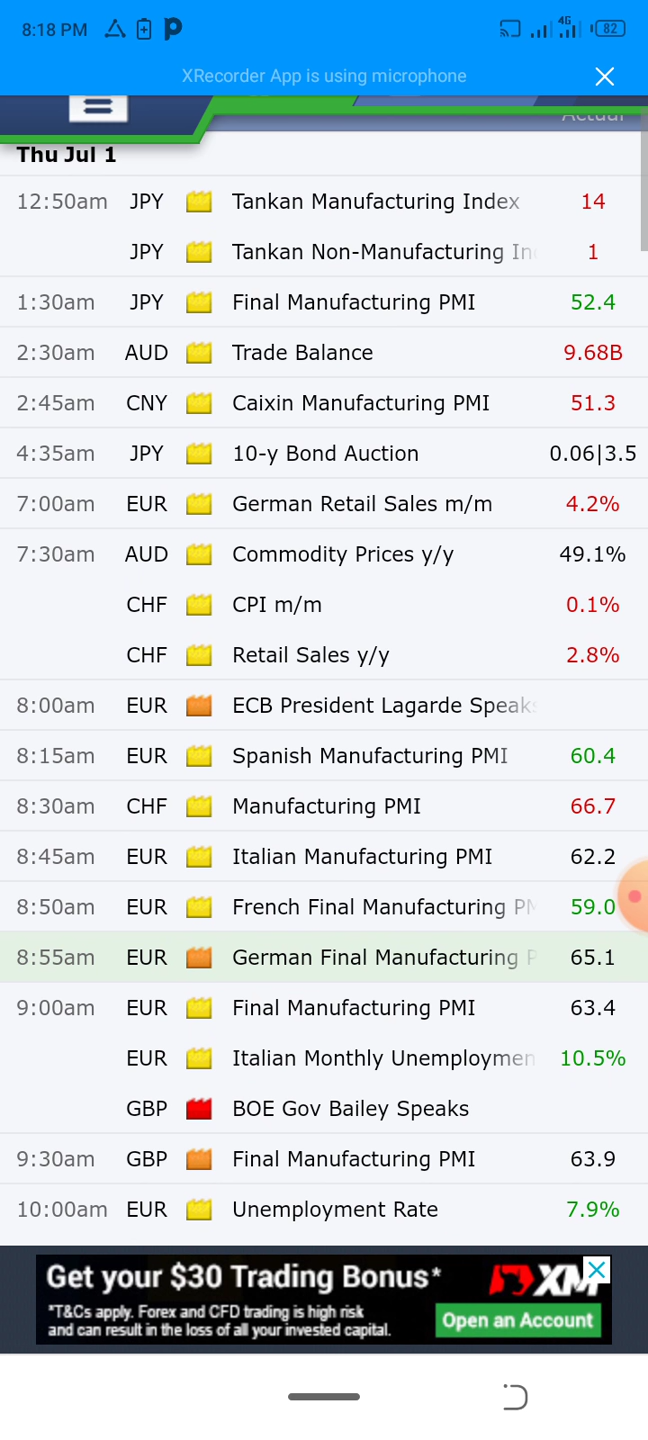 8:18 PM 4G 82
XRecorder App is using microphone
Actual
Thu Jul 1
12:50am JPY Tankan Manufacturing Index 14
JPY Tankan Non-Manufacturing In 1
1:30am JPY Final Manufacturing PMI 52.4
2:30am AUD Trade Balance 9.68B
2:45am CNY Caixin Manufacturing PMI 51.3
4:35am JPY 10-y Bond Auction 0.06|3.5
7:00am EUR German Retail Sales m/m 4.2%
7:30am AUD Commodity Prices y/y 49.1%
CHF CPI m/m 0.1%
CHF Retail Sales y/y 2.8%
8:00am EUR ECB President Lagarde Speaks
8:15am EUR Spanish Manufacturing PMI 60.4
8:30am CHF Manufacturing PMI 66.7
8:45am EUR Italian Manufacturing PMI 62.2
8:50am EUR French Final Manufacturing PM 59.0
8:55am EUR German Final Manufacturing P 65.1
9:00am EUR Final Manufacturing PMI 63.4
EUR Italian Monthly Unemploymen 10.5%
GBP BOE Gov Bailey Speaks
9:30am GBP Final Manufacturing PMI 63.9
10:00am EUR Unemployment Rate 7.9%
Get your $30 Trading Bonus* XM
*T&Cs apply. Forex and CFD trading is high risk
and can result in the loss of all your invested capital.
Open an Account